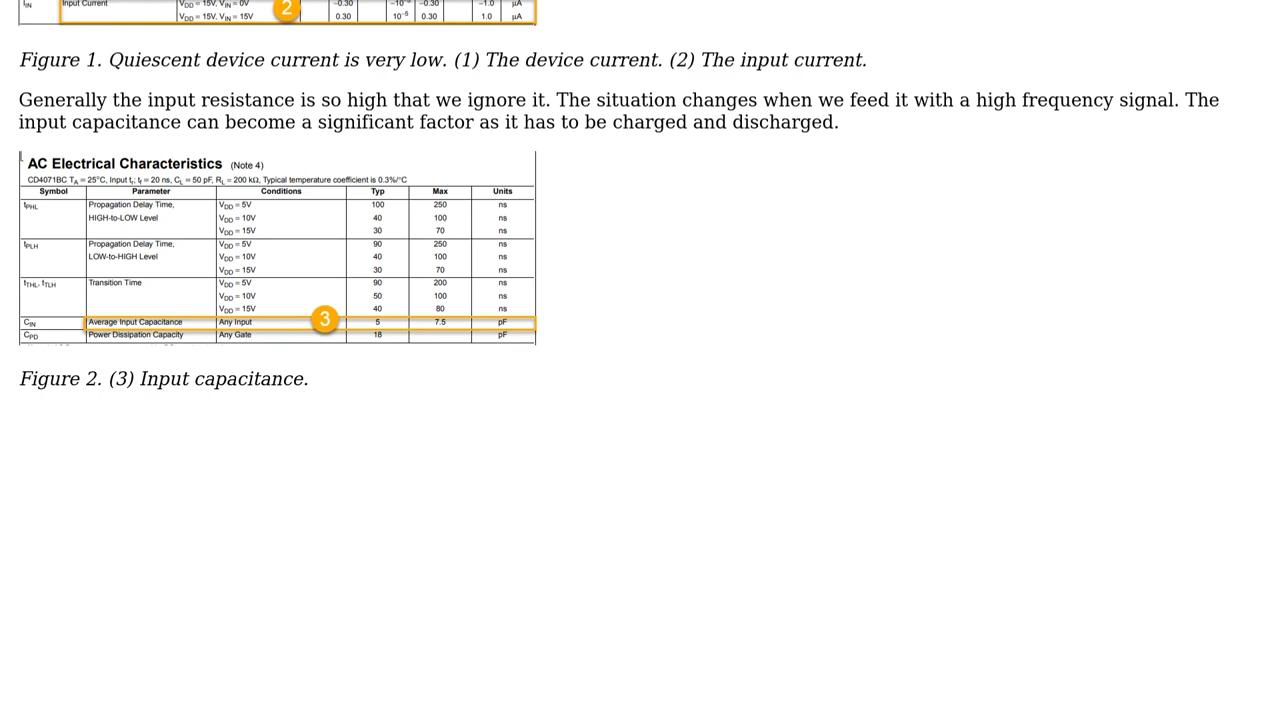 IIN Input Current VDD = 15V, VIN = 0V -0.30 -10⁻⁵ -0.30 -1.0 μA
2
VDD = 15V, VIN = 15V 0.30 10⁻⁵ 0.30 1.0 μA
Figure 1. Quiescent device current is very low. (1) The device current. (2) The input current.
Generally the input resistance is so high that we ignore it. The situation changes when we feed it with a high frequency signal. The
input capacitance can become a significant factor as it has to be charged and discharged.
AC Electrical Characteristics (Note 4)
CD4071BC TA = 25°C, Input tr; tf = 20 ns, CL = 50 pF, RL = 200 kΩ, Typical temperature coefficient is 0.3%/°C
Symbol Parameter Conditions Typ Max Units
tPHL Propagation Delay Time, VDD = 5V 100 250 ns
HIGH-to-LOW Level VDD = 10V 40 100 ns
VDD = 15V 30 70 ns
tPLH Propagation Delay Time, VDD = 5V 90 250 ns
LOW-to-HIGH Level VDD = 10V 40 100 ns
VDD = 15V 30 70 ns
tTHL, tTLH Transition Time VDD = 5V 90 200 ns
VDD = 10V 50 100 ns
VDD = 15V 40 80 ns
CIN Average Input Capacitance Any Input 3 5 7.5 pF
CPD Power Dissipation Capacity Any Gate 18 pF
Figure 2. (3) Input capacitance.